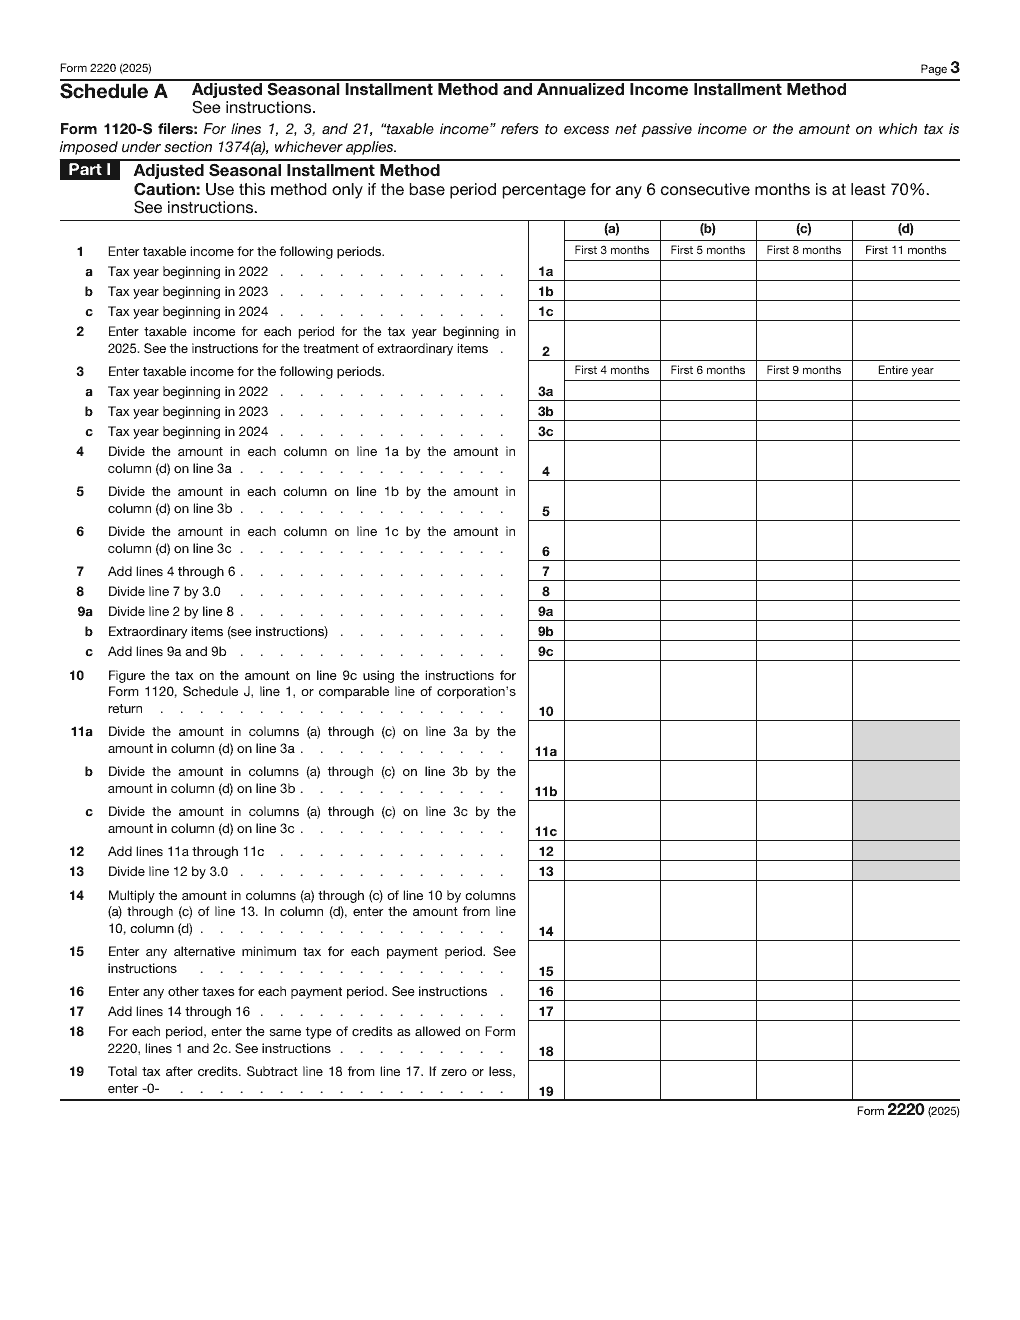 Form 2220 (2025)
Page 3
Schedule A Adjusted Seasonal Installment Method and Annualized Income Installment Method
See instructions.
Form 1120-S filers: For lines 1, 2, 3, and 21, “taxable income” refers to excess net passive income or the amount on which tax is
imposed under section 1374(a), whichever applies.
Part I Adjusted Seasonal Installment Method
Caution: Use this method only if the base period percentage for any 6 consecutive months is at least 70%.
See instructions.
(a) (b) (c) (d)
1 Enter taxable income for the following periods. First 3 months First 5 months First 8 months First 11 months
a Tax year beginning in 2022 . . . . . . . . . . . . 1a
b Tax year beginning in 2023 . . . . . . . . . . . . 1b
c Tax year beginning in 2024 . . . . . . . . . . . . 1c
2 Enter taxable income for each period for the tax year beginning in
2025. See the instructions for the treatment of extraordinary items . 2
3 Enter taxable income for the following periods. First 4 months First 6 months First 9 months Entire year
a Tax year beginning in 2022 . . . . . . . . . . . . 3a
b Tax year beginning in 2023 . . . . . . . . . . . . 3b
c Tax year beginning in 2024 . . . . . . . . . . . . 3c
4 Divide the amount in each column on line 1a by the amount in
column (d) on line 3a . . . . . . . . . . . . . . 4
5 Divide the amount in each column on line 1b by the amount in
column (d) on line 3b . . . . . . . . . . . . . . 5
6 Divide the amount in each column on line 1c by the amount in
column (d) on line 3c . . . . . . . . . . . . . . 6
7 Add lines 4 through 6 . . . . . . . . . . . . . . 7
8 Divide line 7 by 3.0 . . . . . . . . . . . . . . 8
9a Divide line 2 by line 8 . . . . . . . . . . . . . . 9a
b Extraordinary items (see instructions) . . . . . . . . . 9b
c Add lines 9a and 9b . . . . . . . . . . . . . . 9c
10 Figure the tax on the amount on line 9c using the instructions for
Form 1120, Schedule J, line 1, or comparable line of corporation’s
return . . . . . . . . . . . . . . . . . . 10
11a Divide the amount in columns (a) through (c) on line 3a by the
amount in column (d) on line 3a . . . . . . . . . . . 11a
b Divide the amount in columns (a) through (c) on line 3b by the
amount in column (d) on line 3b . . . . . . . . . . . 11b
c Divide the amount in columns (a) through (c) on line 3c by the
amount in column (d) on line 3c . . . . . . . . . . . 11c
12 Add lines 11a through 11c . . . . . . . . . . . . 12
13 Divide line 12 by 3.0 . . . . . . . . . . . . . . 13
14 Multiply the amount in columns (a) through (c) of line 10 by columns
(a) through (c) of line 13. In column (d), enter the amount from line
10, column (d) . . . . . . . . . . . . . . . . 14
15 Enter any alternative minimum tax for each payment period. See
instructions . . . . . . . . . . . . . . . . 15
16 Enter any other taxes for each payment period. See instructions . 16
17 Add lines 14 through 16 . . . . . . . . . . . . . 17
18 For each period, enter the same type of credits as allowed on Form
2220, lines 1 and 2c. See instructions . . . . . . . . . 18
19 Total tax after credits. Subtract line 18 from line 17. If zero or less,
enter -0- . . . . . . . . . . . . . . . . . 19
Form 2220 (2025)